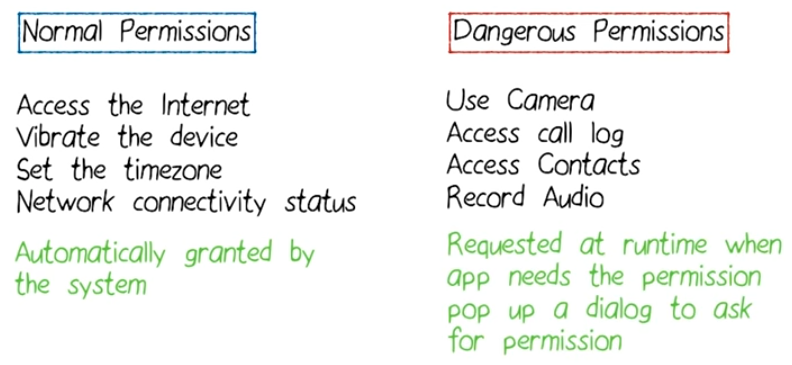 Normal Permissions
Access the Internet
Vibrate the device
Set the timezone
Network connectivity status
Automatically granted by
the system
Dangerous Permissions
Use Camera
Access call log
Access Contacts
Record Audio
Requested at runtime when
app needs the permission
pop up a dialog to ask
for permission